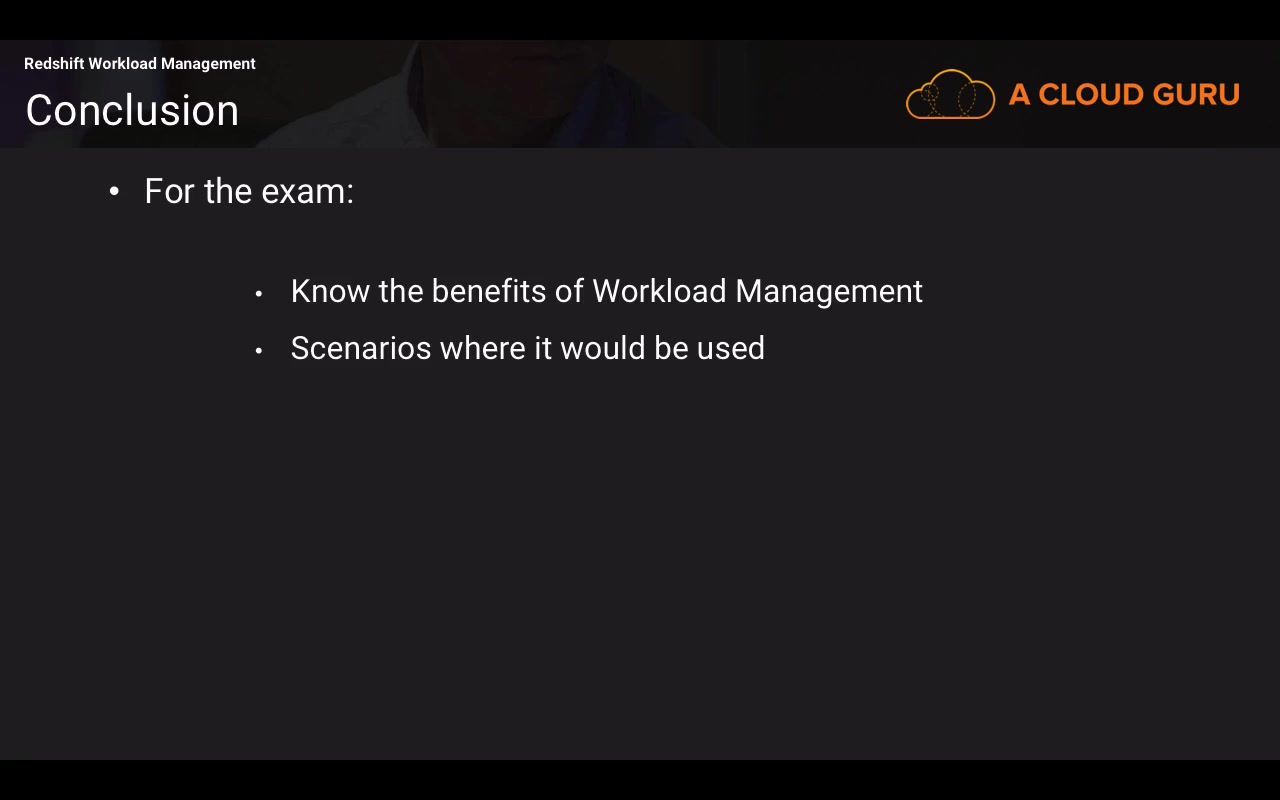 Redshift Workload Management
Conclusion
A CLOUD GURU
• For the exam:
• Know the benefits of Workload Management
• Scenarios where it would be used